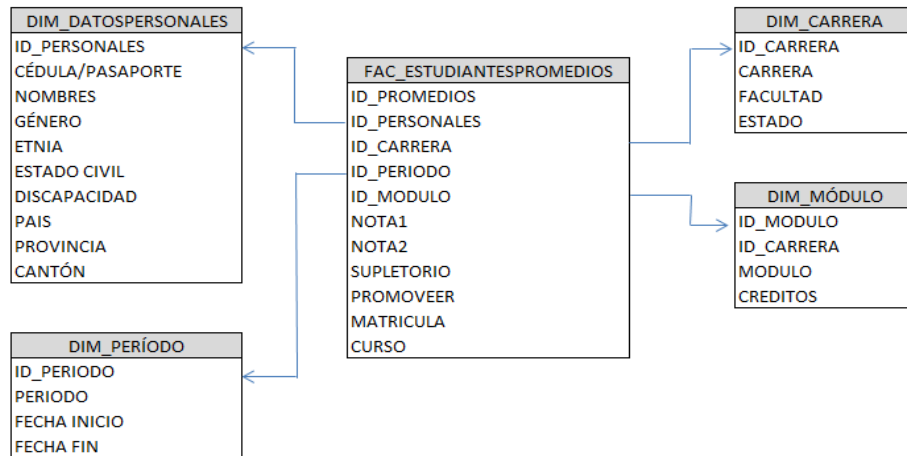 DIM_DATOSPERSONALES
ID_PERSONALES
CÉDULA/PASAPORTE
NOMBRES
GÉNERO
ETNIA
ESTADO CIVIL
DISCAPACIDAD
PAIS
PROVINCIA
CANTÓN
DIM_PERÍODO
ID_PERIODO
PERIODO
FECHA INICIO
FECHA FIN
FAC_ESTUDIANTESPROMEDIOS
ID_PROMEDIOS
ID_PERSONALES
ID_CARRERA
ID_PERIODO
ID_MODULO
NOTA1
NOTA2
SUPLETORIO
PROMOVEER
MATRICULA
CURSO
DIM_CARRERA
ID_CARRERA
CARRERA
FACULTAD
ESTADO
DIM_MÓDULO
ID_MODULO
ID_CARRERA
MODULO
CREDITOS